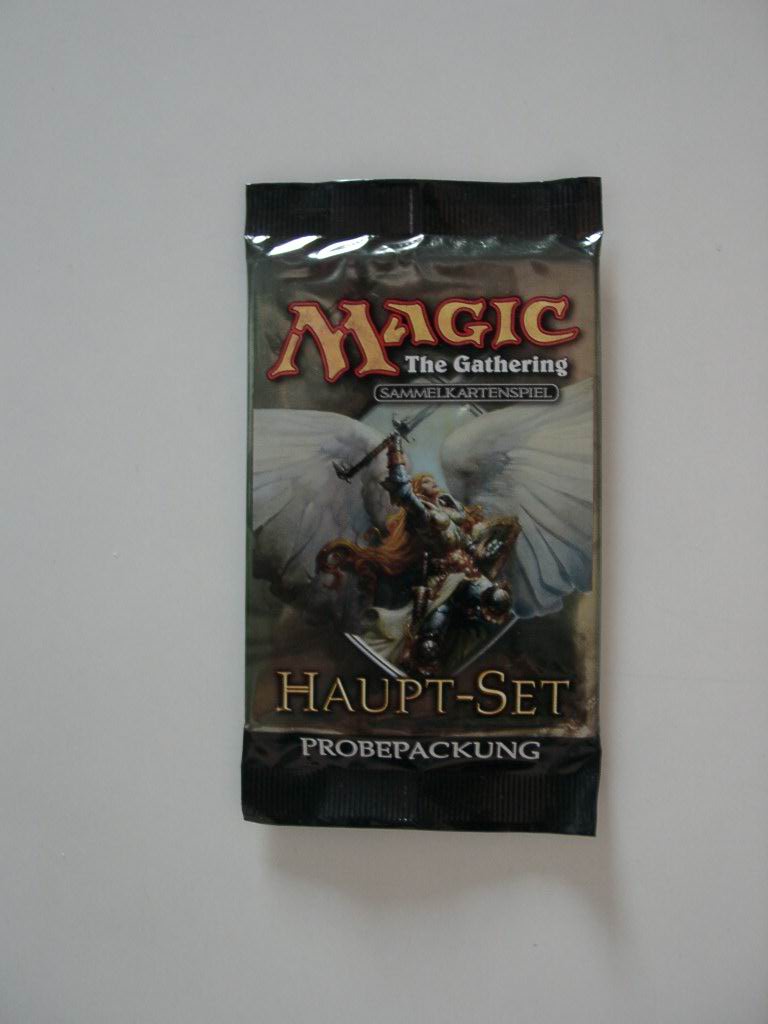 MAGIC
The Gathering
SAMMELKARTENSPIEL
HAUPT-SET
PROBEPACKUNG